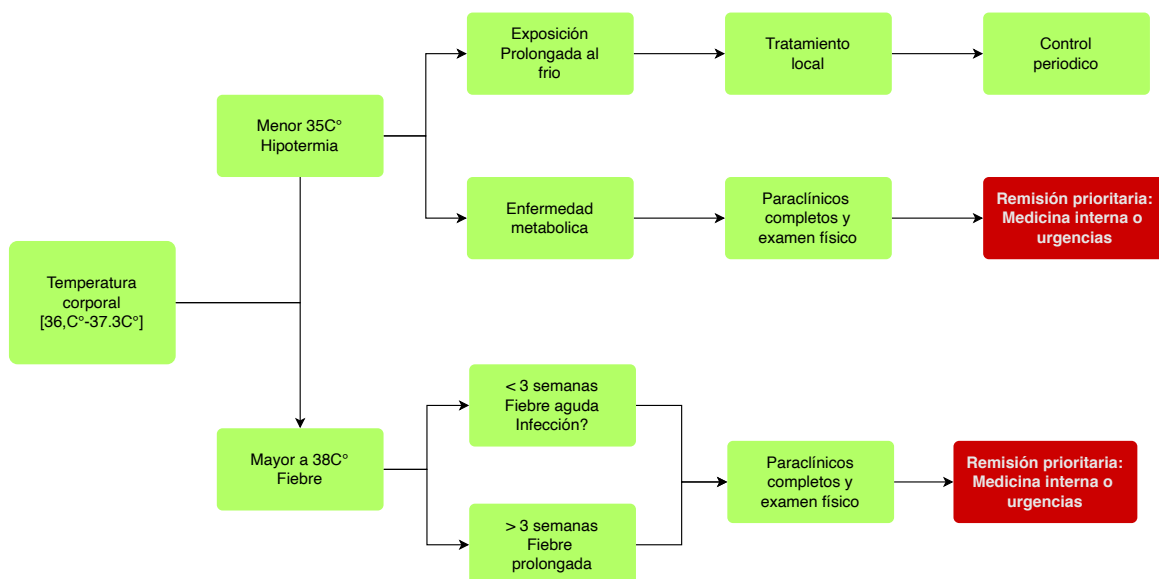 Exposición
Prolongada al
frio
Tratamiento
local
Control
periodico
Menor 35C°
Hipotermia
Enfermedad
metabolica
Paraclínicos
completos y
examen físico
Remisión prioritaria:
Medicina interna o
urgencias
Temperatura
corporal
[36,C°-37.3C°]
< 3 semanas
Fiebre aguda
Infección?
Mayor a 38C°
Fiebre
Paraclínicos
completos y
examen físico
Remisión prioritaria:
Medicina interna o
urgencias
> 3 semanas
Fiebre
prolongada